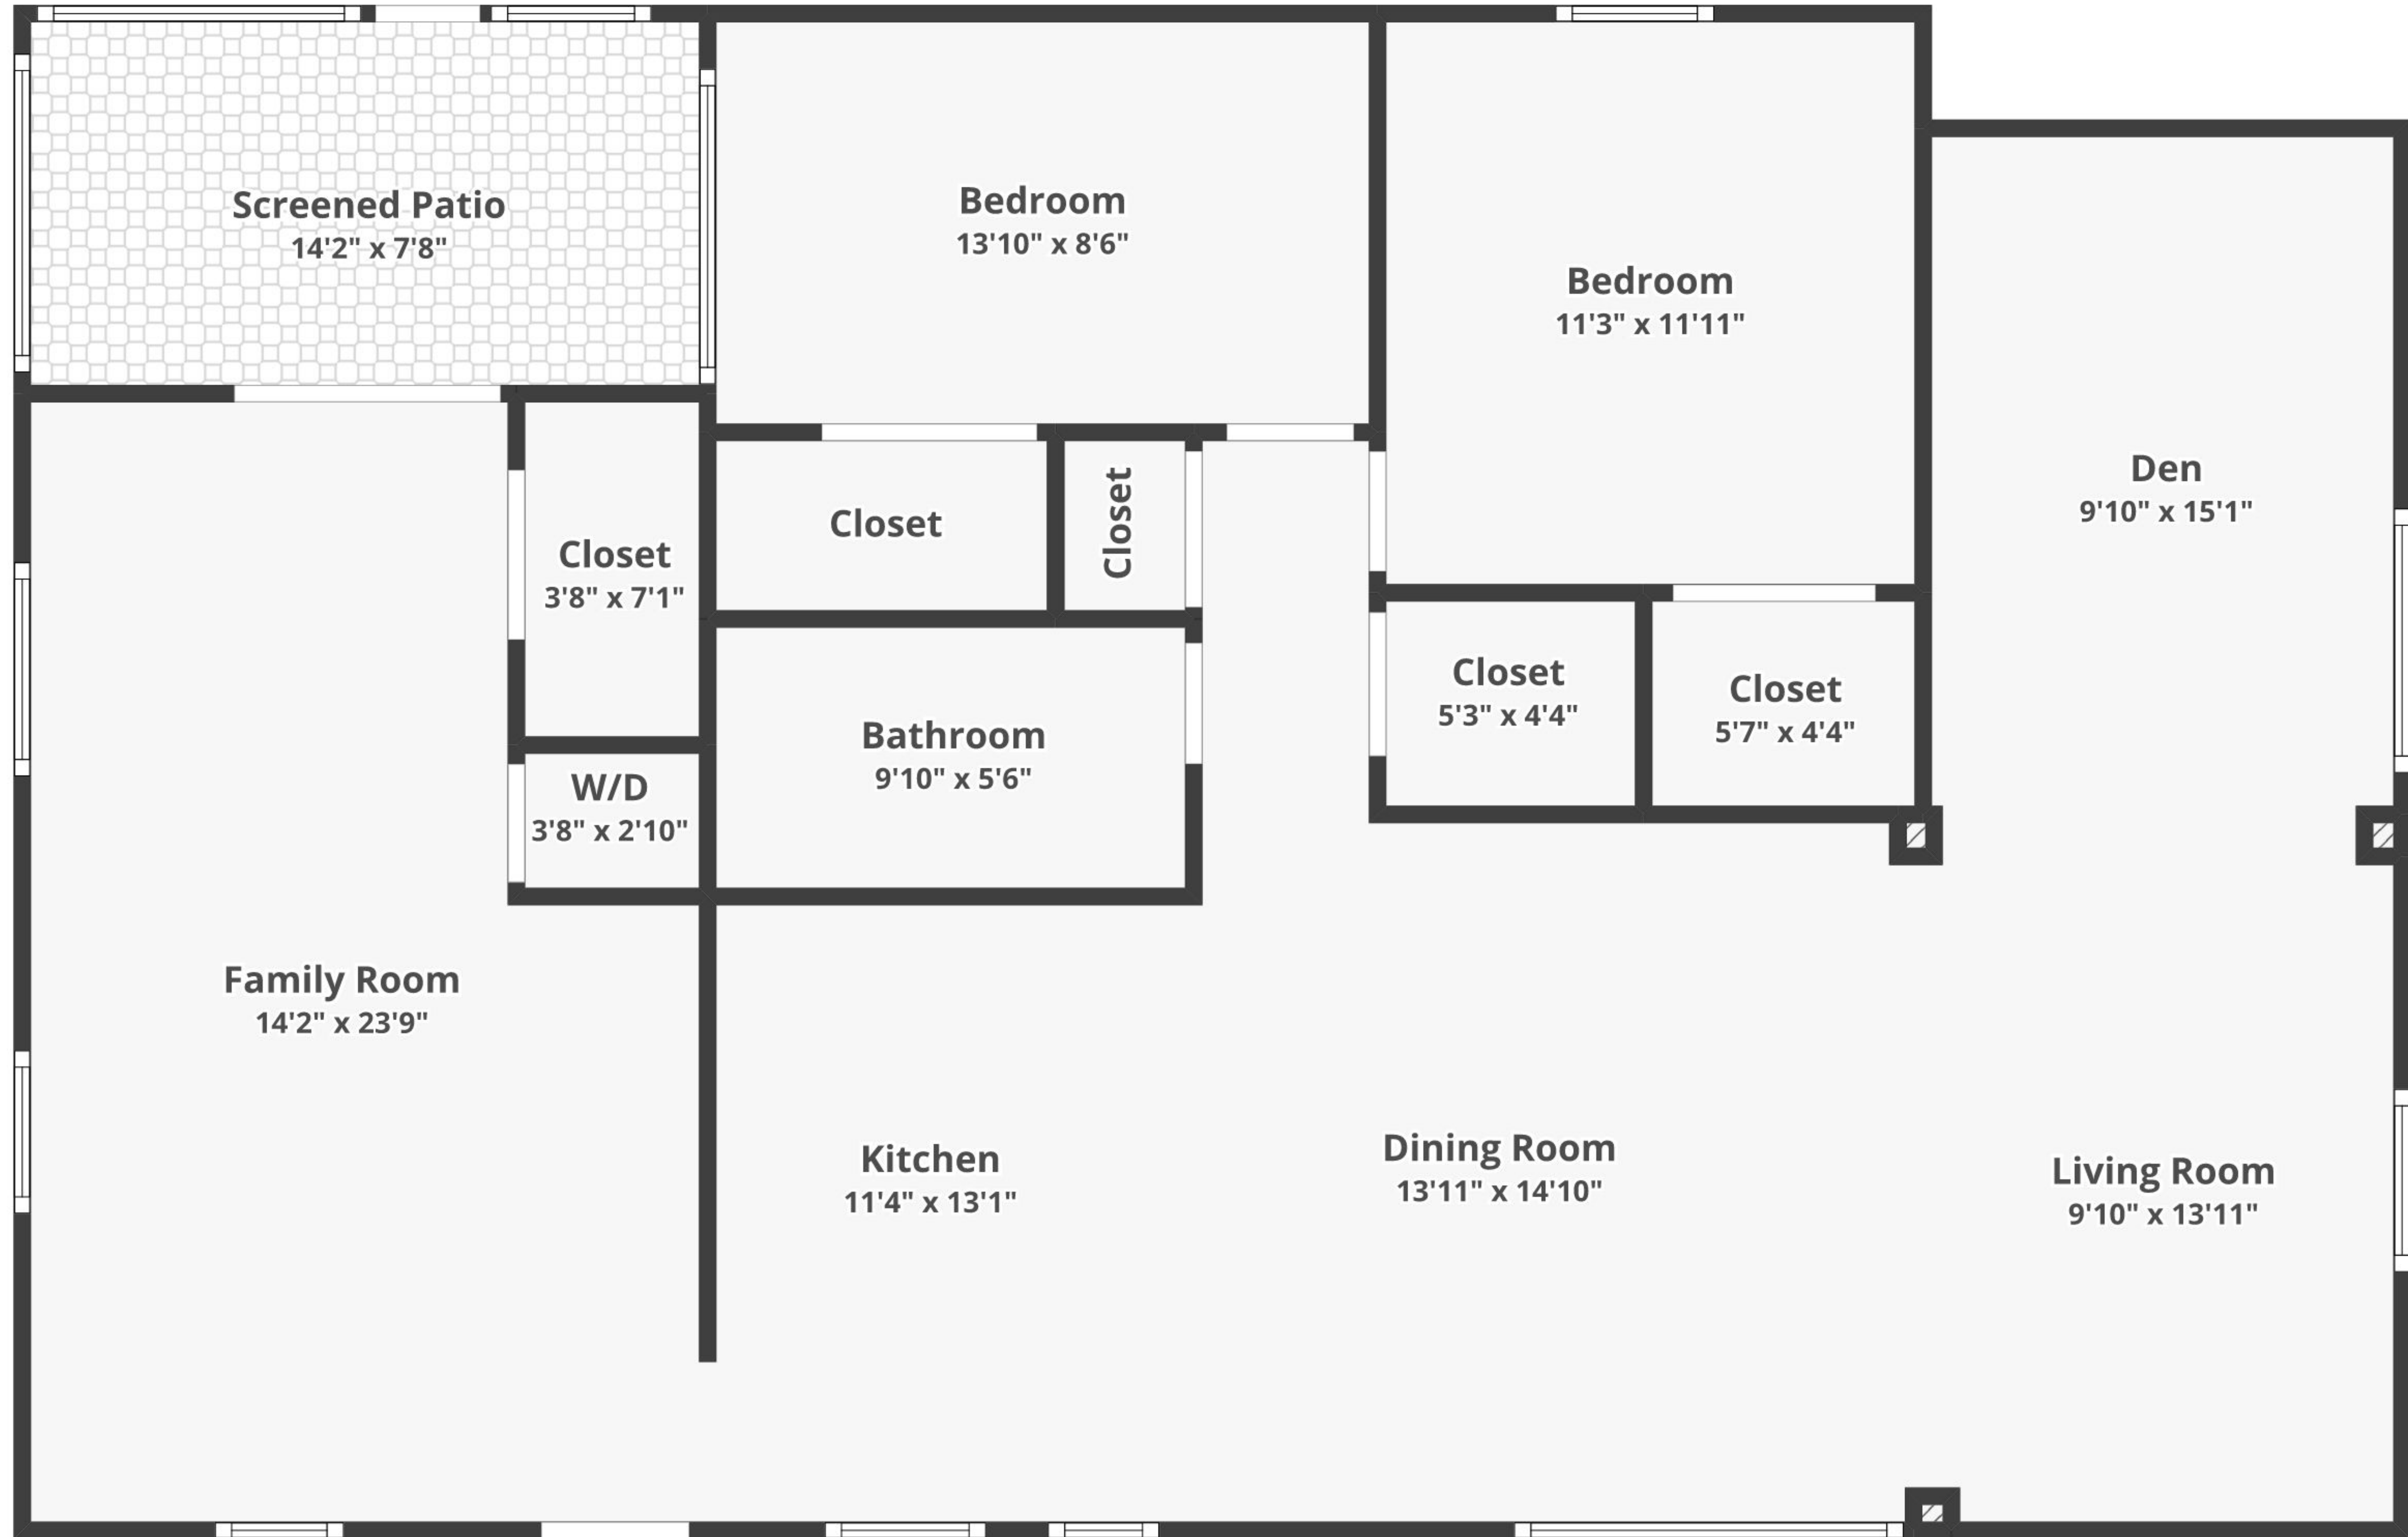 Screened Patio
14'2" x 7'8"
Bedroom
13'10" x 8'6"
Bedroom
11'3" x 11'11"
Den
9'10" x 15'1"
Closet
3'8" x 7'1"
Closet
Closet
Closet
5'3" x 4'4"
Closet
5'7" x 4'4"
Bathroom
9'10" x 5'6"
W/D
3'8" x 2'10"
Family Room
14'2" x 23'9"
Kitchen
11'4" x 13'1"
Dining Room
13'11" x 14'10"
Living Room
9'10" x 13'11"